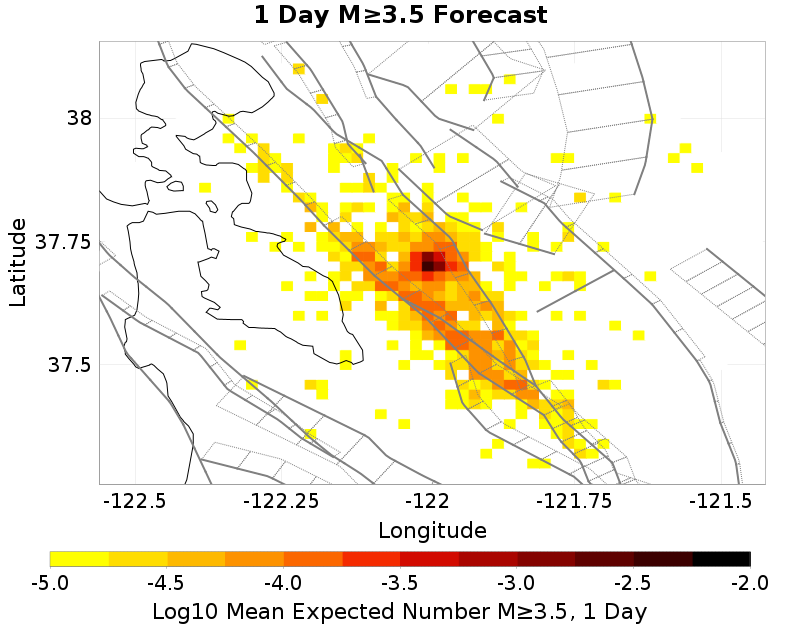 1 Day M≥3.5 Forecast
38
37.75
37.5
Latitude
-122.5 -122.25 -122 -121.75 -121.5
Longitude
-5.0 -4.5 -4.0 -3.5 -3.0 -2.5 -2.0
Log10 Mean Expected Number M≥3.5, 1 Day